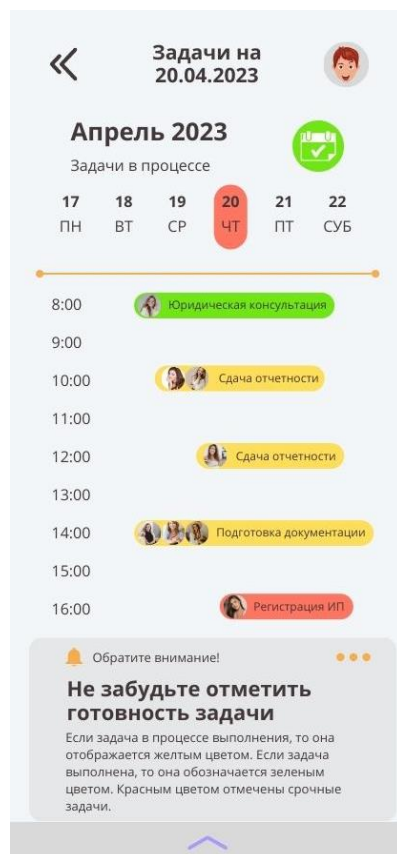 Задачи на
20.04.2023
Апрель 2023
Задачи в процессе
17 18 19 20 21 22
ПН ВТ СР ЧТ ПТ СУБ
8:00 Юридическая консультация
9:00
10:00 Сдача отчетности
11:00
12:00 Сдача отчетности
13:00
14:00 Подготовка документации
15:00
16:00 Регистрация ИП
Обратите внимание!
Не забудьте отметить
готовность задачи
Если задача в процессе выполнения, то она
отображается желтым цветом. Если задача
выполнена, то она обозначается зеленым
цветом. Красным цветом отмечены срочные
задачи.